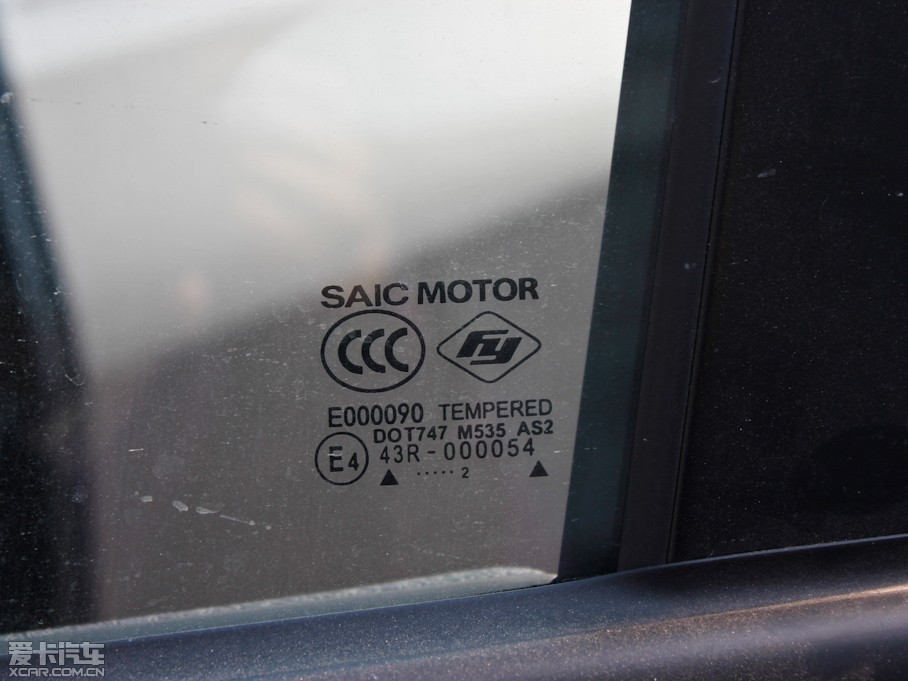 SAIC MOTOR
CCC fy
E000090 TEMPERED
DOT747 M535 AS2
E4 43R-000054
▲ ····· 2 ▲
爱卡汽车
XCAR.COM.CN